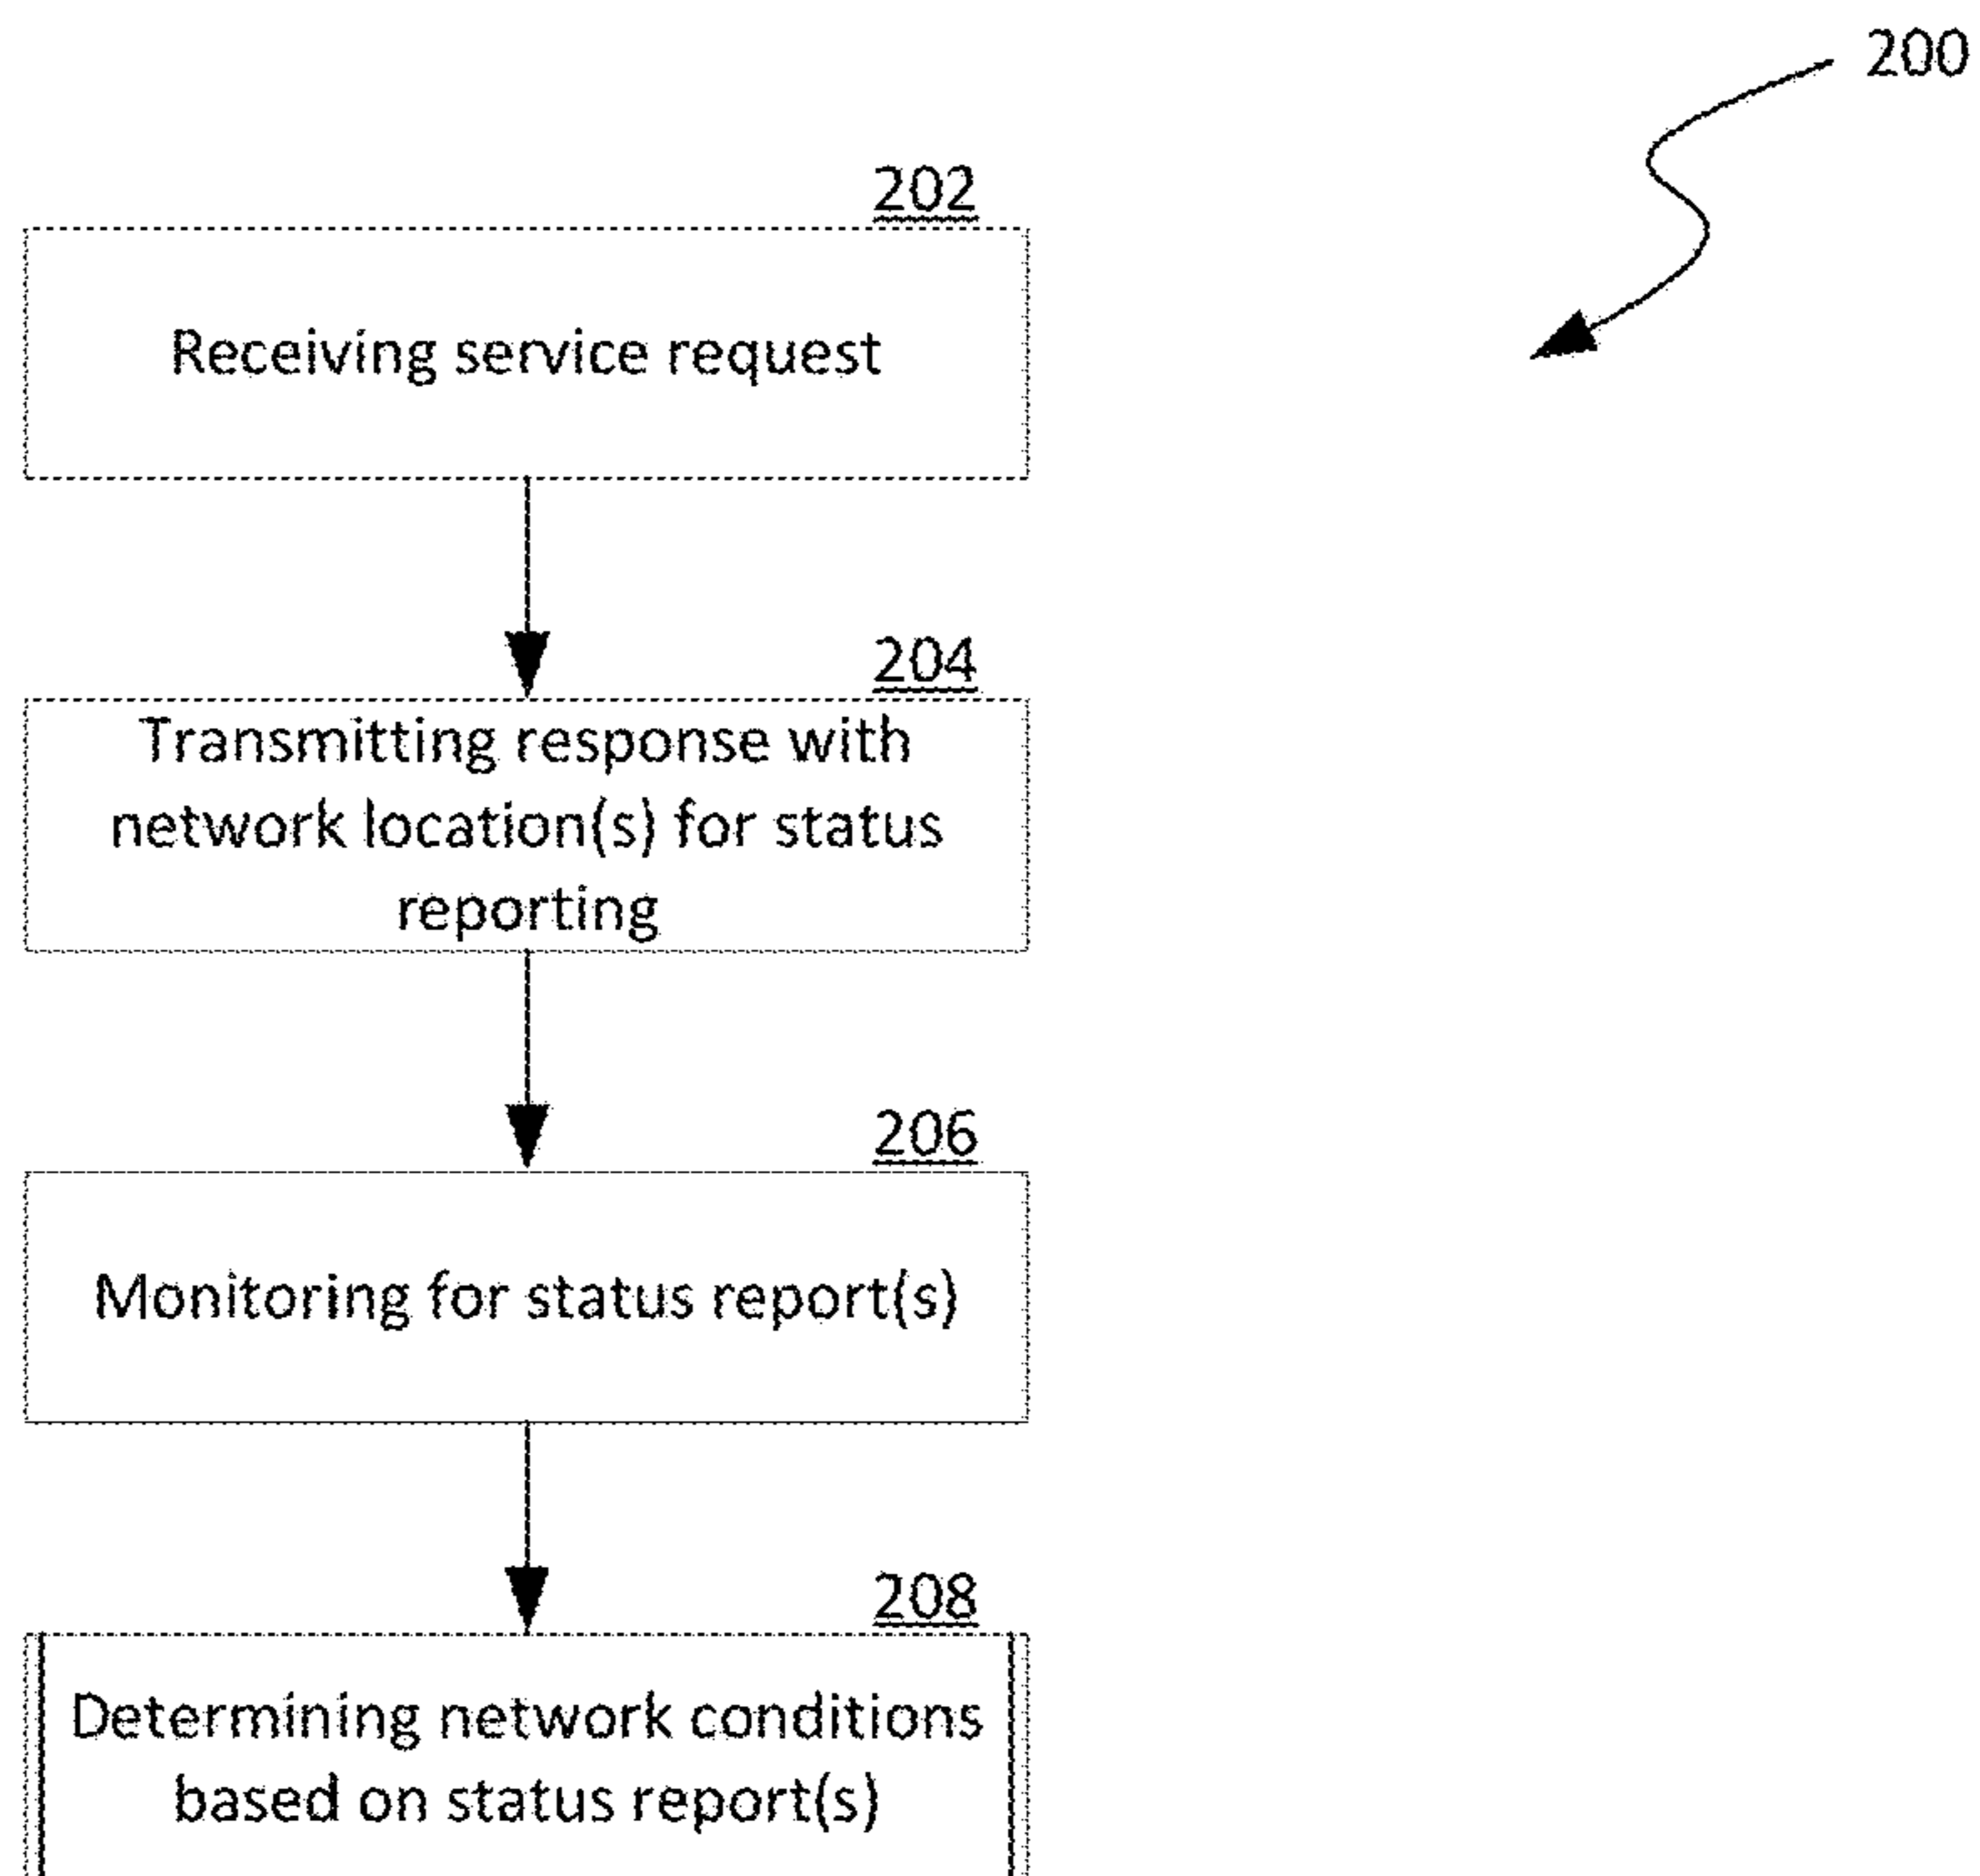 200
202
Receiving service request
204
Transmitting response with
network location(s) for status
reporting
206
Monitoring for status report(s)
208
Determining network conditions
based on status report(s)